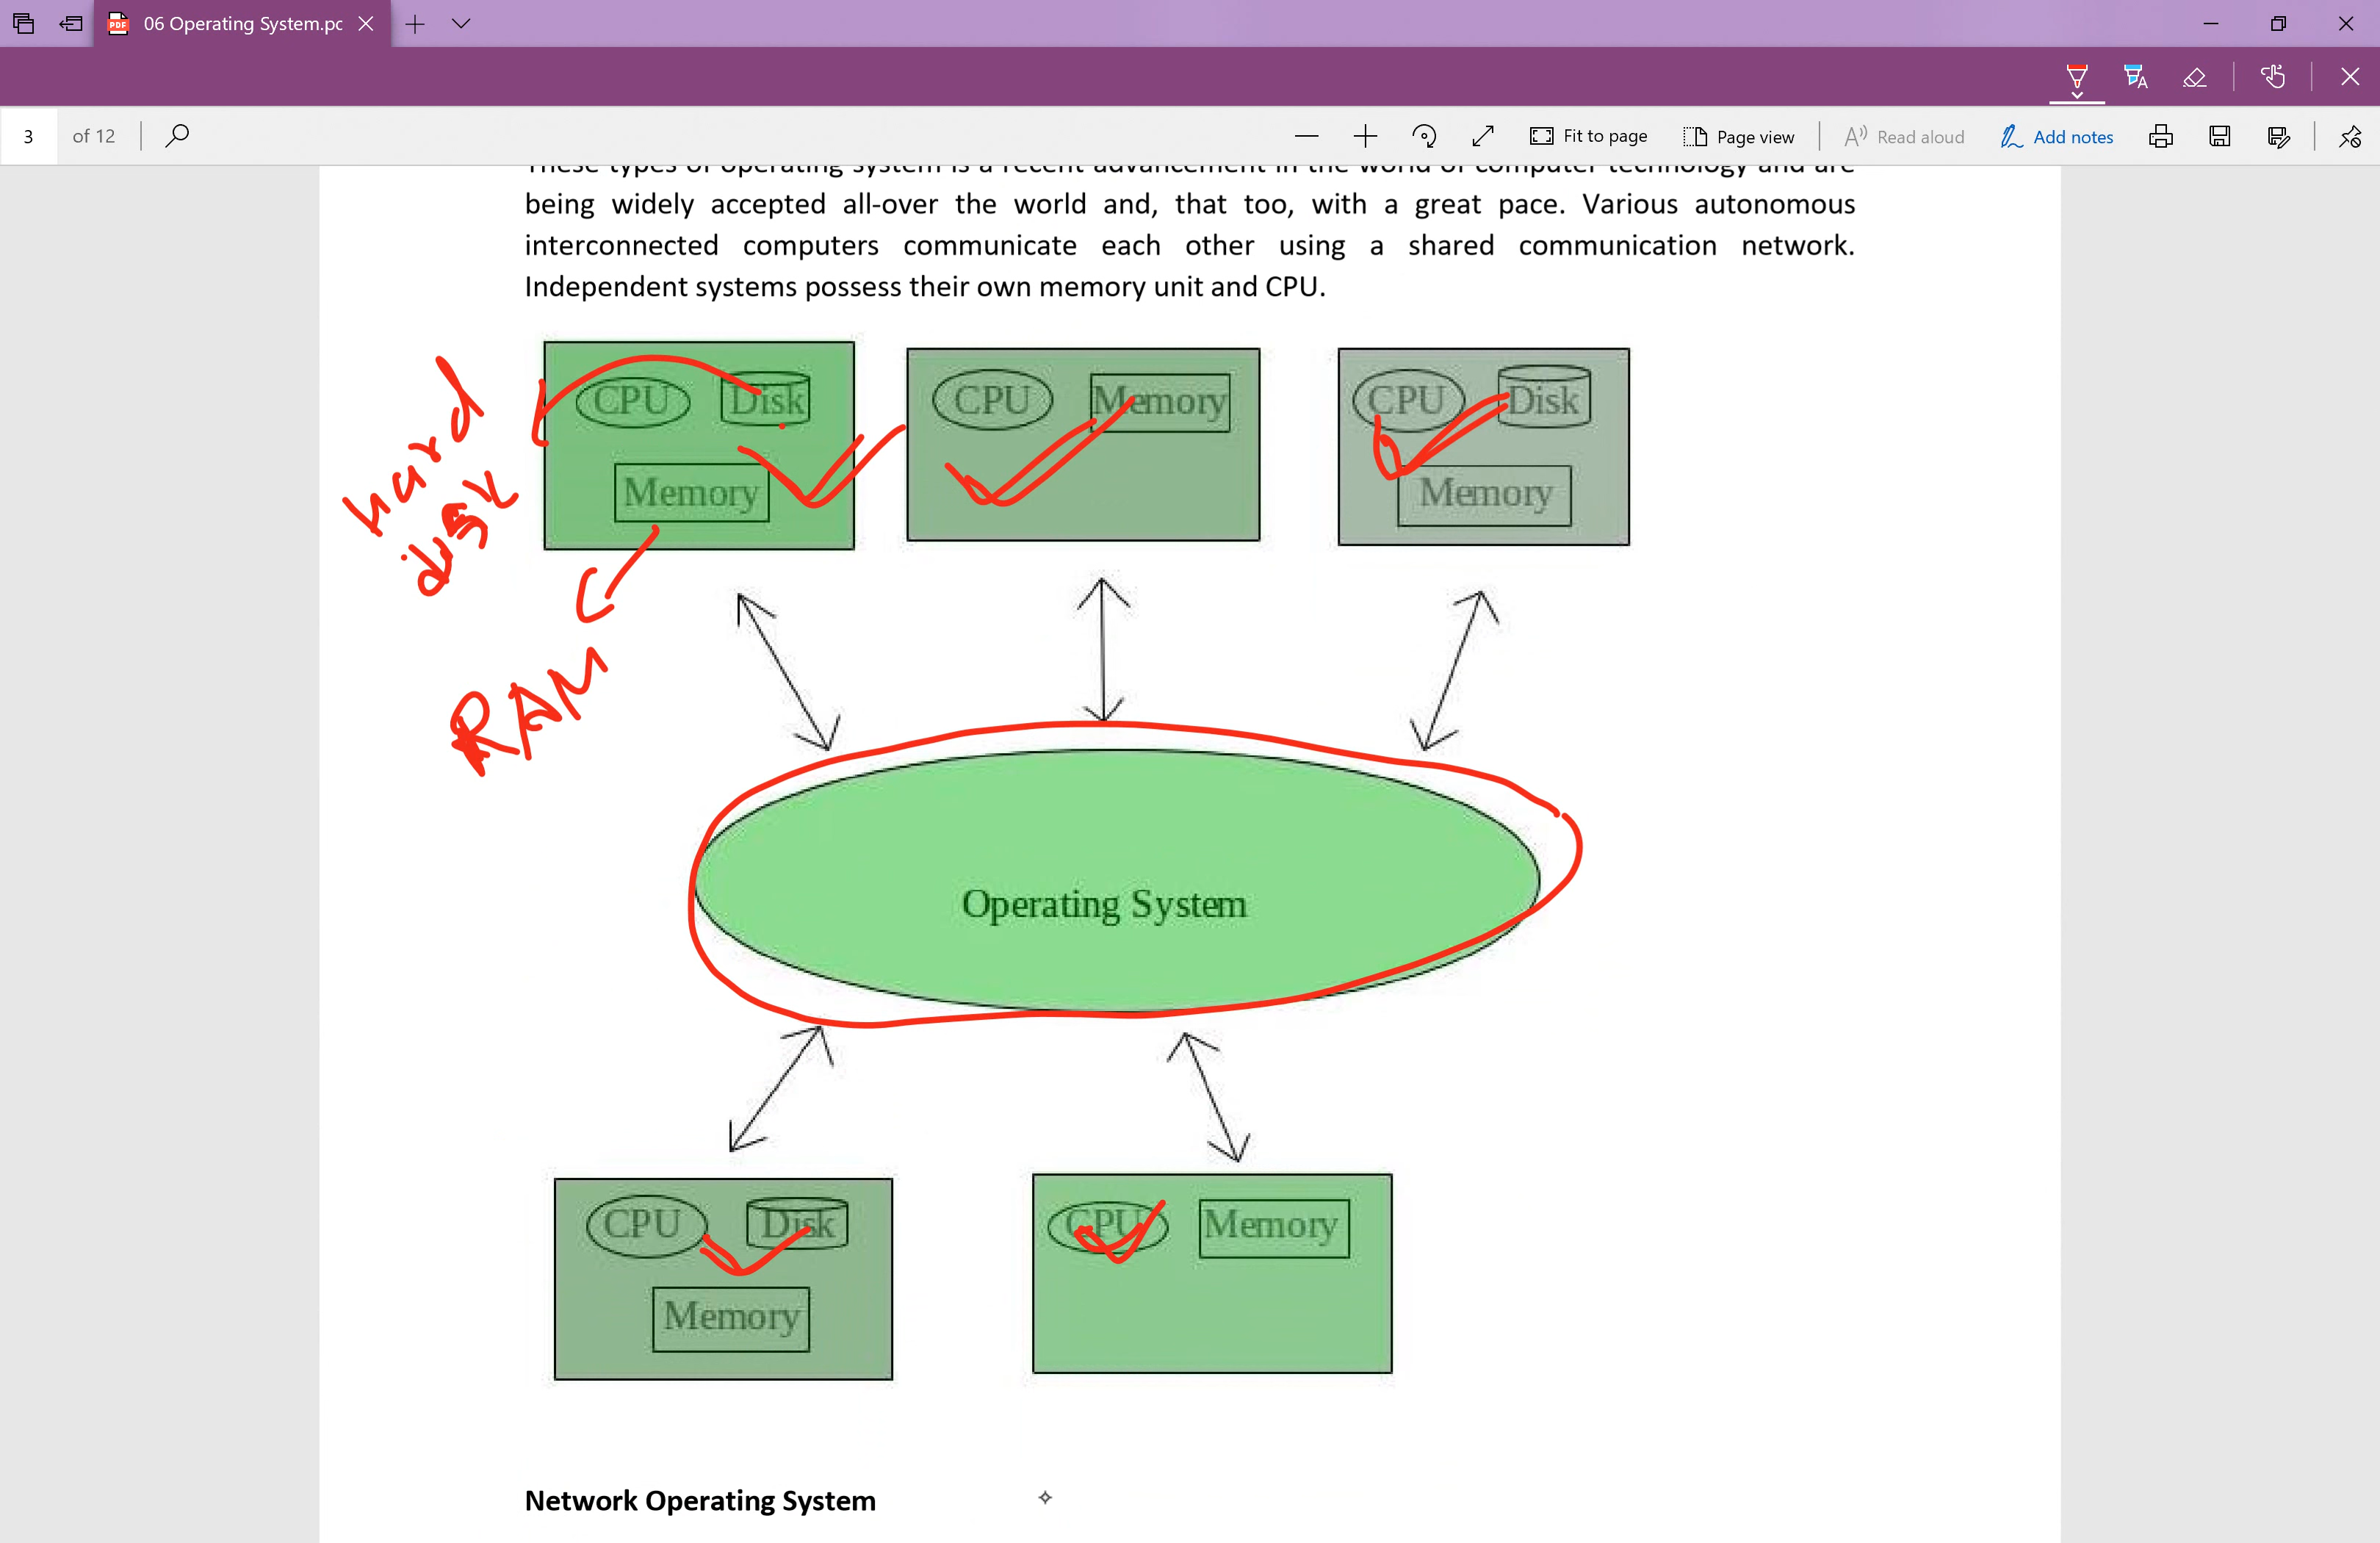 06 Operating System.pc
3 of 12
Fit to page
Page view
Read aloud
Add notes
These types of operating system is a recent advancement in the world of computer technology and are
being widely accepted all-over the world and, that too, with a great pace. Various autonomous
interconnected computers communicate each other using a shared communication network.
Independent systems possess their own memory unit and CPU.
hard
disk
CPU
Disk
Memory
CPU
Memory
CPU
Disk
Memory
RAM
Operating System
CPU
Disk
Memory
CPU
Memory
Network Operating System